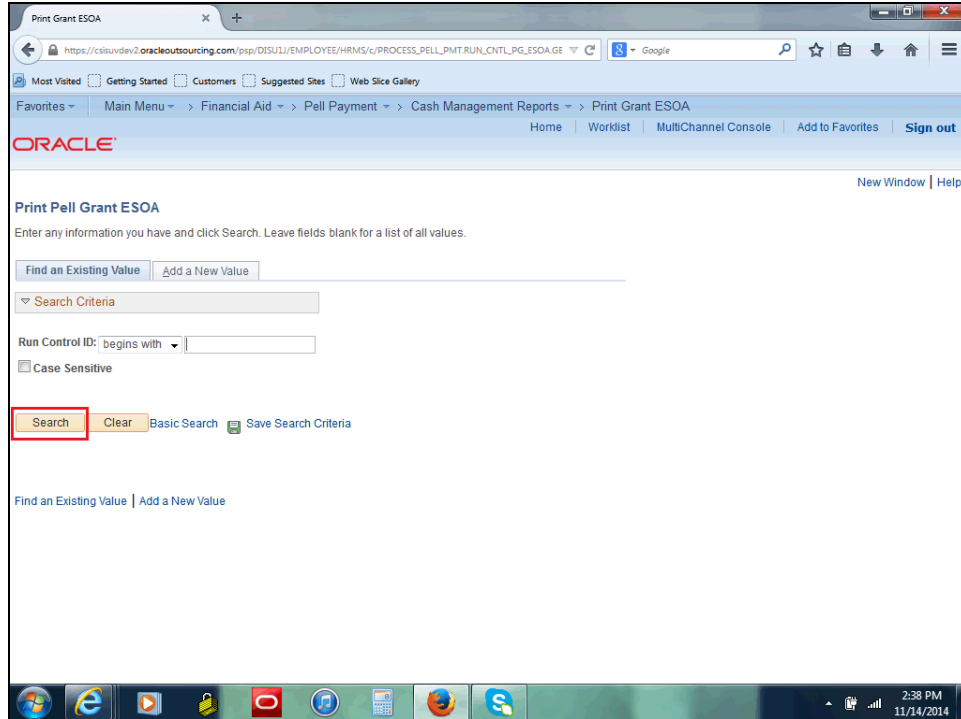 Print Grant ESOA × +
https://csisuvdev2.oracleoutsourcing.com/psp/DISU1J/EMPLOYEE/HRMS/c/PROCESS_PELL_PMT.RUN_CNTL_PG_ESOA.GE 8 Google
Most Visited Getting Started Customers Suggested Sites Web Slice Gallery
Favorites Main Menu > Financial Aid > Pell Payment > Cash Management Reports > Print Grant ESOA
Home Worklist MultiChannel Console Add to Favorites Sign out
ORACLE
New Window | Help
Print Pell Grant ESOA
Enter any information you have and click Search. Leave fields blank for a list of all values.
Find an Existing Value Add a New Value
Search Criteria
Run Control ID: begins with
Case Sensitive
Search Clear Basic Search Save Search Criteria
Find an Existing Value | Add a New Value
2:38 PM
11/14/2014